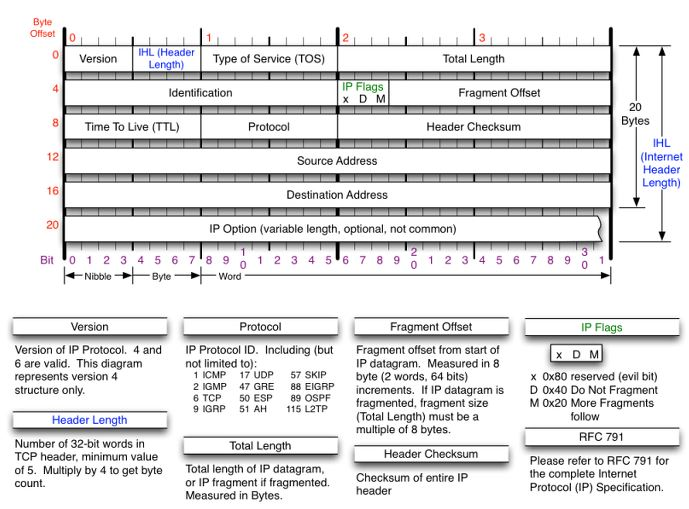 Byte
Offset
0 1 2 3
0 Version IHL (Header Length) Type of Service (TOS) Total Length
4 Identification IP Flags x D M Fragment Offset
8 Time To Live (TTL) Protocol Header Checksum
12 Source Address
16 Destination Address
20 IP Option (variable length, optional, not common)
20 Bytes
IHL
(Internet
Header
Length)
Bit 0 1 2 3 4 5 6 7 8 9 10 1 2 3 4 5 6 7 8 9 20 1 2 3 4 5 6 7 8 9 30 1
Nibble Byte Word
Version
Version of IP Protocol. 4 and
6 are valid. This diagram
represents version 4
structure only.
Header Length
Number of 32-bit words in
TCP header, minimum value
of 5. Multiply by 4 to get byte
count.
Protocol
IP Protocol ID. Including (but
not limited to):
1 ICMP 17 UDP 57 SKIP
2 IGMP 47 GRE 88 EIGRP
6 TCP 50 ESP 89 OSPF
9 IGRP 51 AH 115 L2TP
Total Length
Total length of IP datagram,
or IP fragment if fragmented.
Measured in Bytes.
Fragment Offset
Fragment offset from start of
IP datagram. Measured in 8
byte (2 words, 64 bits)
increments. If IP datagram is
fragmented, fragment size
(Total Length) must be a
multiple of 8 bytes.
Header Checksum
Checksum of entire IP
header
IP Flags
x D M
x 0x80 reserved (evil bit)
D 0x40 Do Not Fragment
M 0x20 More Fragments
follow
RFC 791
Please refer to RFC 791 for
the complete Internet
Protocol (IP) Specification.